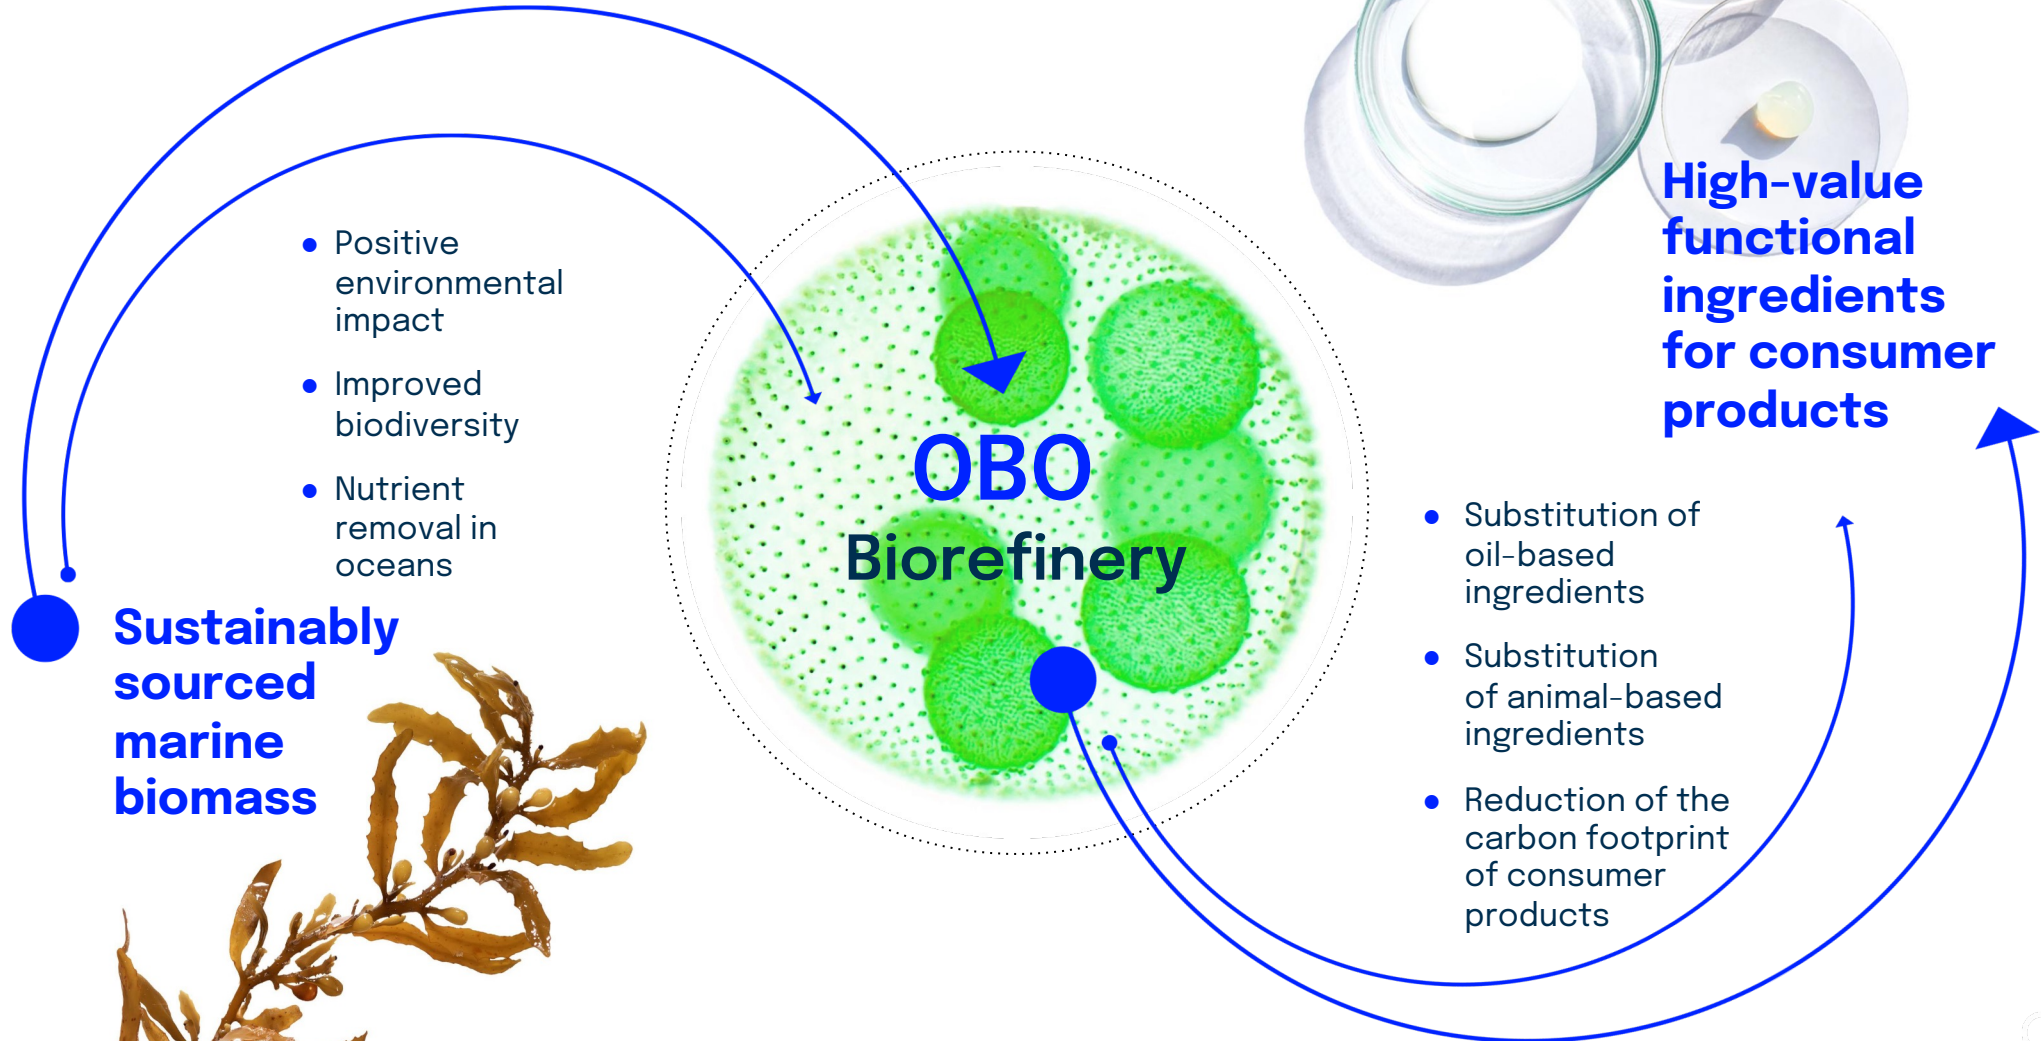 Positive
environmental
impact
Improved
biodiversity
Nutrient
removal in
oceans
Sustainably
sourced
marine
biomass
OBO
Biorefinery
High-value
functional
ingredients
for consumer
products
Substitution of
oil-based
ingredients
Substitution
of animal-based
ingredients
Reduction of the
carbon footprint
of consumer
products